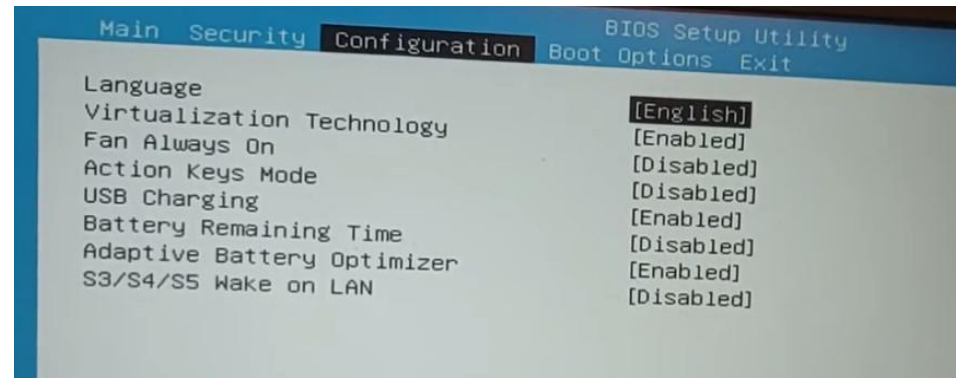 BIOS Setup Utility
Main Security Configuration Boot Options Exit
Language [English]
Virtualization Technology [Enabled]
Fan Always On [Disabled]
Action Keys Mode [Disabled]
USB Charging [Enabled]
Battery Remaining Time [Disabled]
Adaptive Battery Optimizer [Enabled]
S3/S4/S5 Wake on LAN [Disabled]